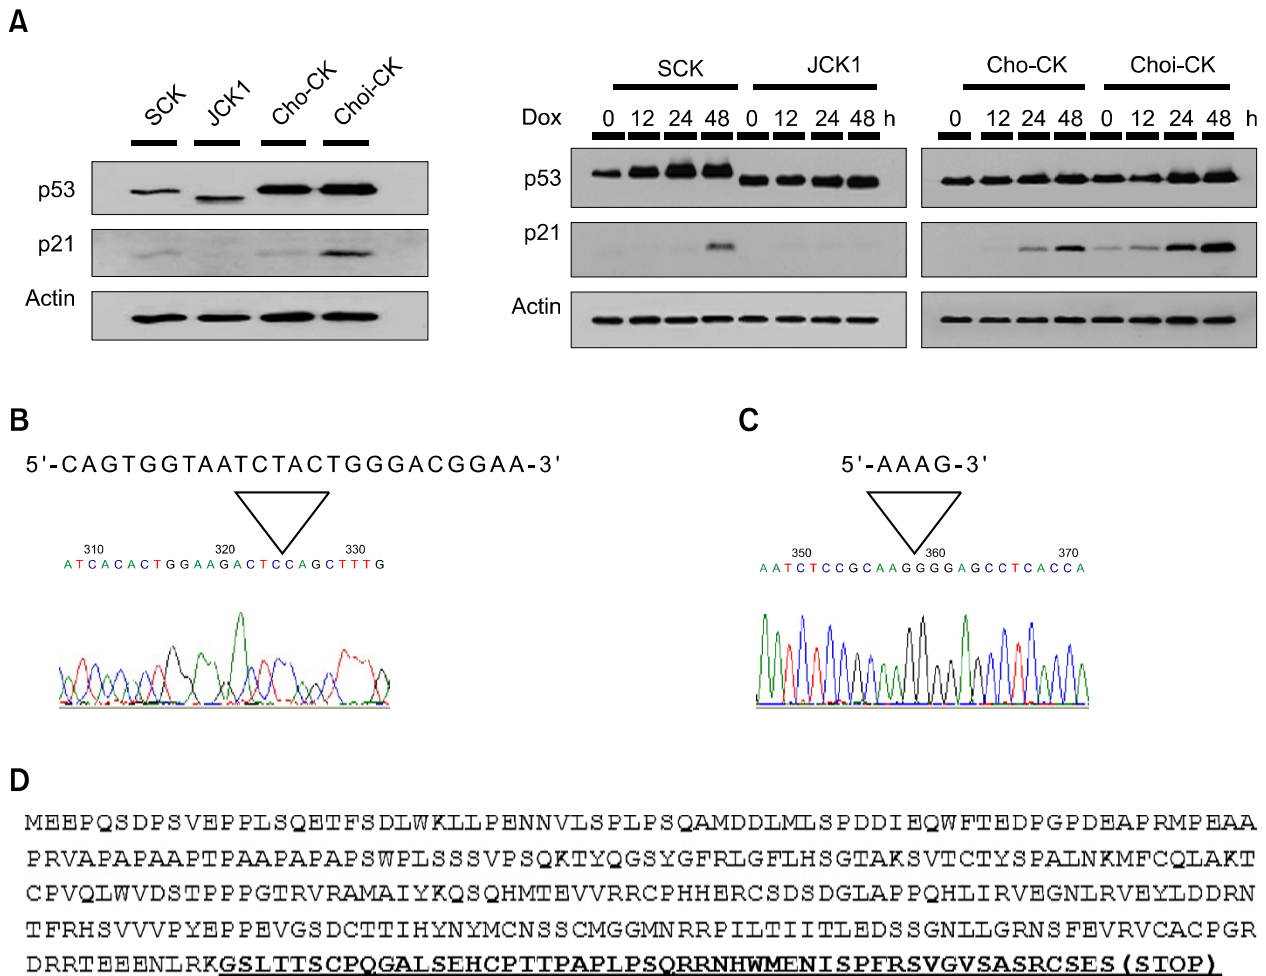 A
SCK JCK1 Cho-CK Choi-CK
p53
p21
Actin
SCK JCK1 Cho-CK Choi-CK
Dox 0 12 24 48 0 12 24 48 h 0 12 24 48 0 12 24 48 h
p53
p21
Actin
B
5'-CAGTGGTAATCTACTGGGACGGAA-3'
310 320 330
ATCACACTGGAAGACTCCAGCTTTG
C
5'-AAAG-3'
350 360 370
AATCTCCGCAAGGGGAGCCTCACCA
D
MEEPQSDPSVEPPLSQETFSDLWKLLPENNVLSPLPSQAMDDLMLSPDDIEQWFTEDPGPDEAPRMPEAA
PRVAPAPAAPTPAAPAPAPSWPLSSSVPSQKTYQGSYGFRLGFLHSGTAKSVTCTYSPALNKMFCQLAKT
CPVQLWVDSTPPPGTRVRAMAIYKQSQHMTEVVRRCPHHERCSDSDGLAPPQHLIRVEGNLRVEYLDDRN
TFRHSVVVPYEPPEVGSDCTTIHYNYMCNSSCMGGMNRRPILTIITLEDSSGNLLGRNSFEVRVCACPGR
DRRTEEENLRKGSLTTSCPQGALSEHCPTTPAPLPSQRRNHWMENISPFRSVGVSASRCSES(STOP)